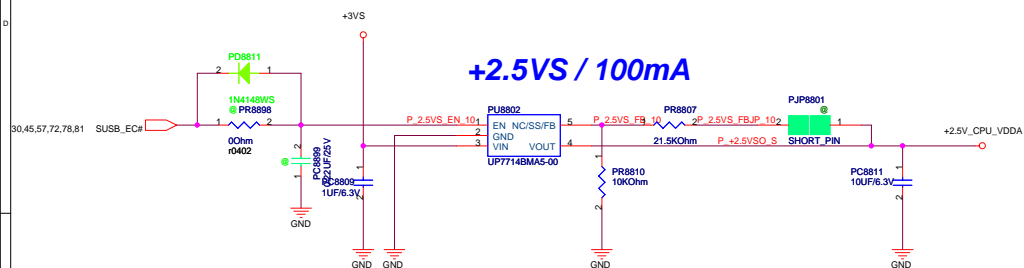 D
+3VS
+2.5VS / 100mA
PD8811
2 1
1N4148WS
@ PR8898
30,45,57,72,78,81 SUSB_EC# 1 2
0Ohm
r0402
P_2.5VS_EN_10
PU8802
1 EN NC/SS/FB 5
2 GND
3 VIN VOUT 4
UP7714BMA5-00
P_2.5VS_FB_10
PR8807
1 2
21.5KOhm
P_2.5VS_FBJP_10
PJP8801
@
2 1
SHORT_PIN
P_+2.5VSO_S
+2.5V_CPU_VDDA
@
2
1
PC8899
0.22UF/25V
1
2
PC8809
1UF/6.3V
1
2
PR8810
10KOhm
1
2
PC8811
10UF/6.3V
GND
GND
GND
GND
GND